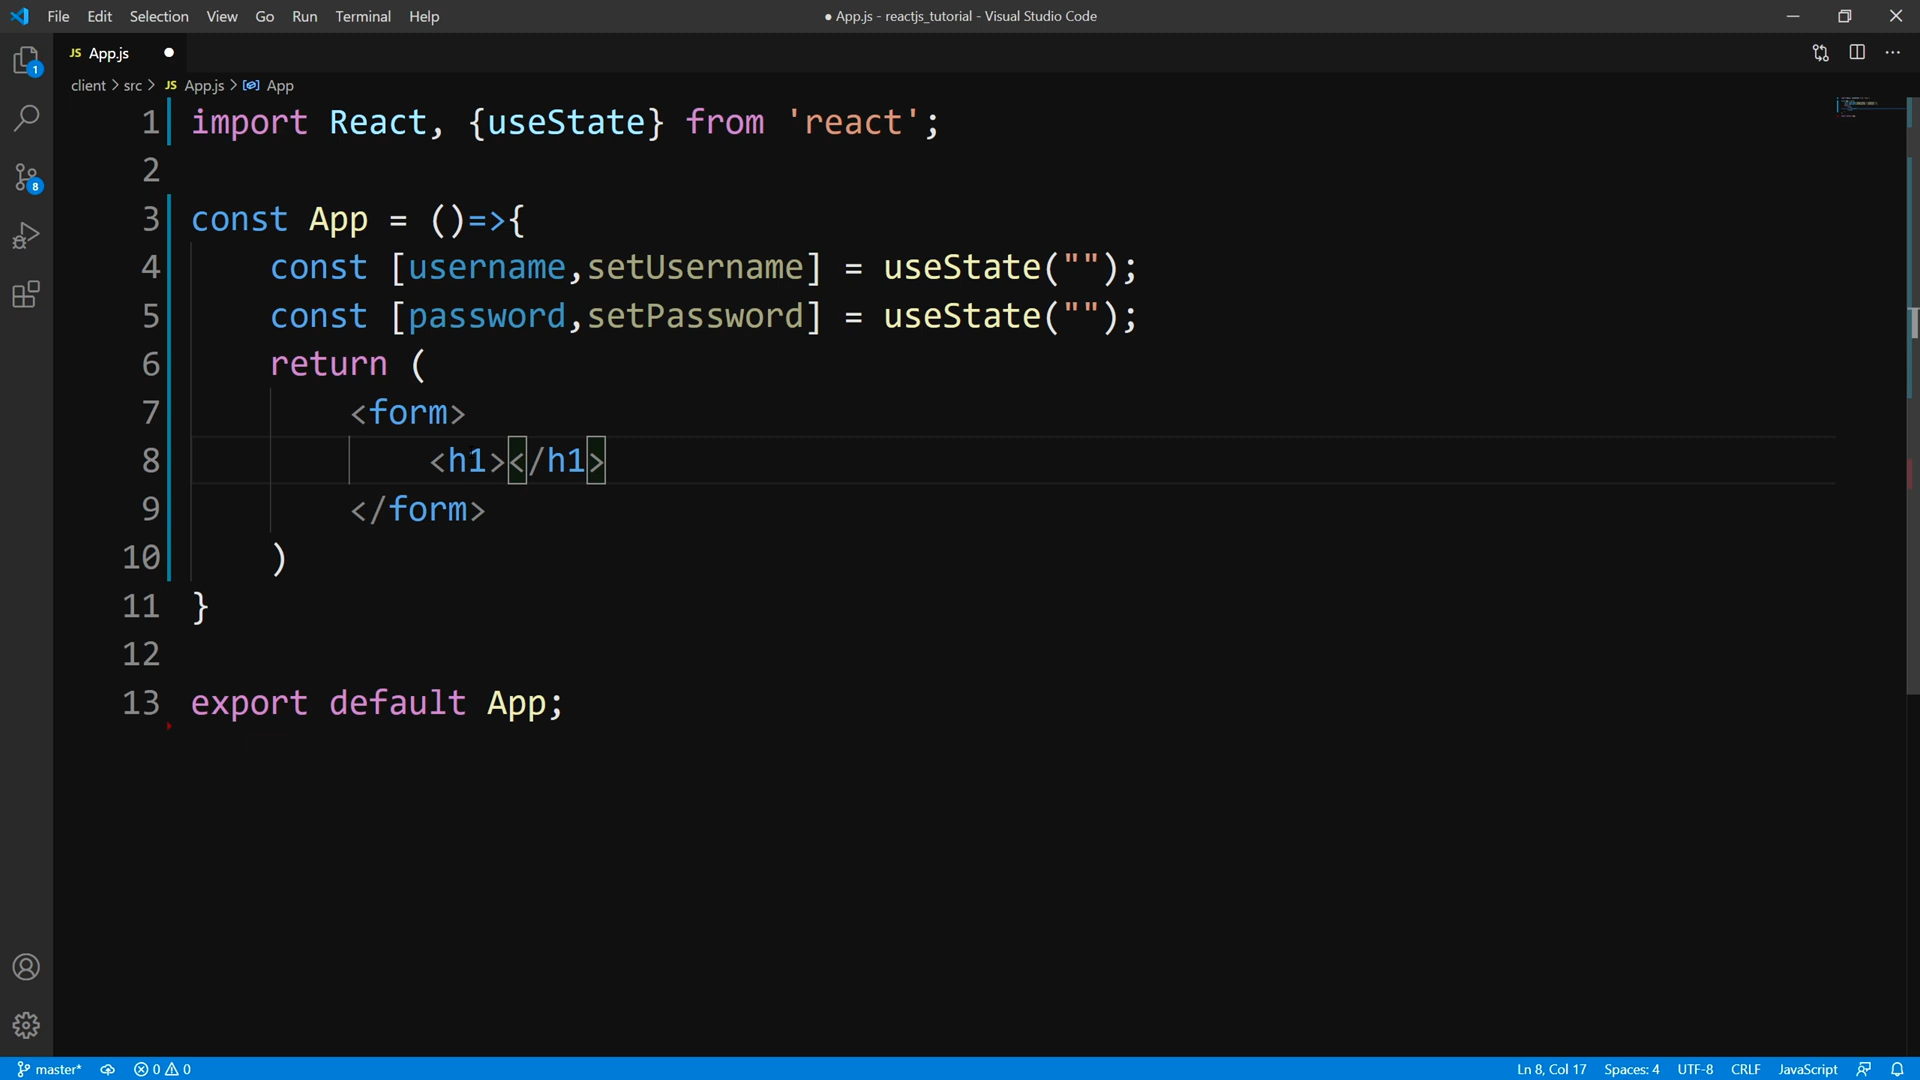 File Edit Selection View Go Run Terminal Help
● App.js - reactjs_tutorial - Visual Studio Code
JS App.js ●
1
client > src > JS App.js > App
1 import React, {useState} from 'react';
2
8
3 const App = ()=>{
4 const [username,setUsername] = useState("");
5 const [password,setPassword] = useState("");
6 return (
7 <form>
8 <h1></h1>
9 </form>
10 )
11 }
12
13 export default App;
master* 0 0 Ln 8, Col 17 Spaces: 4 UTF-8 CRLF JavaScript